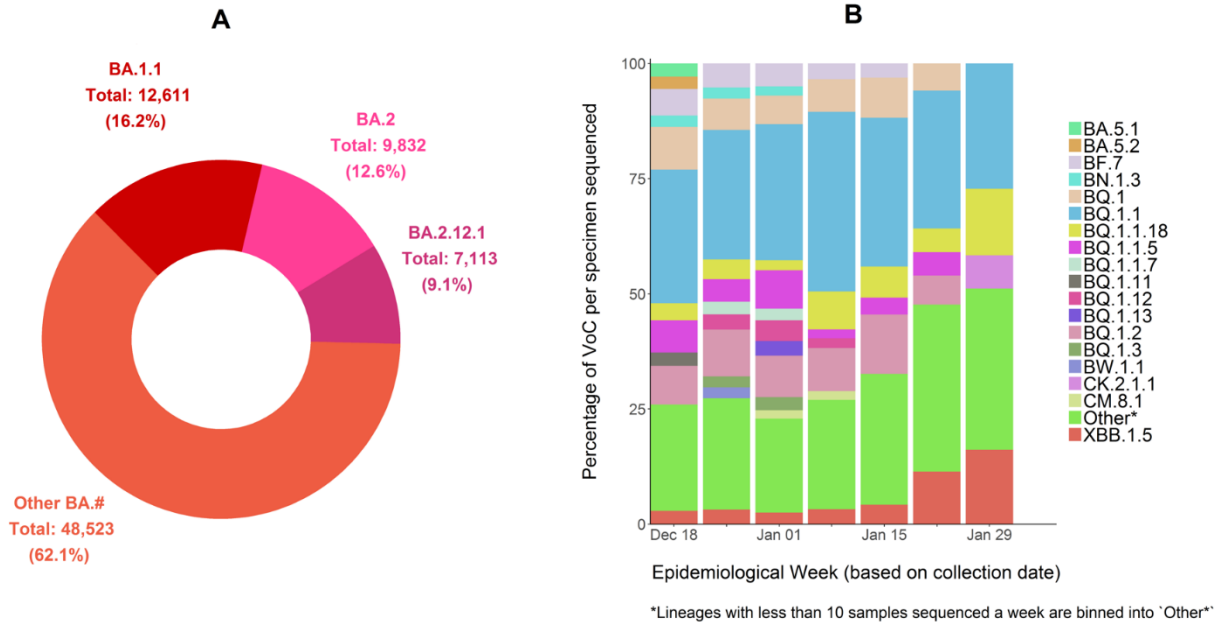 A
BA.1.1
Total: 12,611
(16.2%)
BA.2
Total: 9,832
(12.6%)
BA.2.12.1
Total: 7,113
(9.1%)
Other BA.#
Total: 48,523
(62.1%)
B
Percentage of VoC per specimen sequenced
100
75
50
25
0
Dec 18
Jan 01
Jan 15
Jan 29
Epidemiological Week (based on collection date)
*Lineages with less than 10 samples sequenced a week are binned into `Other*`
BA.5.1
BA.5.2
BF.7
BN.1.3
BQ.1
BQ.1.1
BQ.1.1.18
BQ.1.1.5
BQ.1.1.7
BQ.1.11
BQ.1.12
BQ.1.13
BQ.1.2
BQ.1.3
BW.1.1
CK.2.1.1
CM.8.1
Other*
XBB.1.5